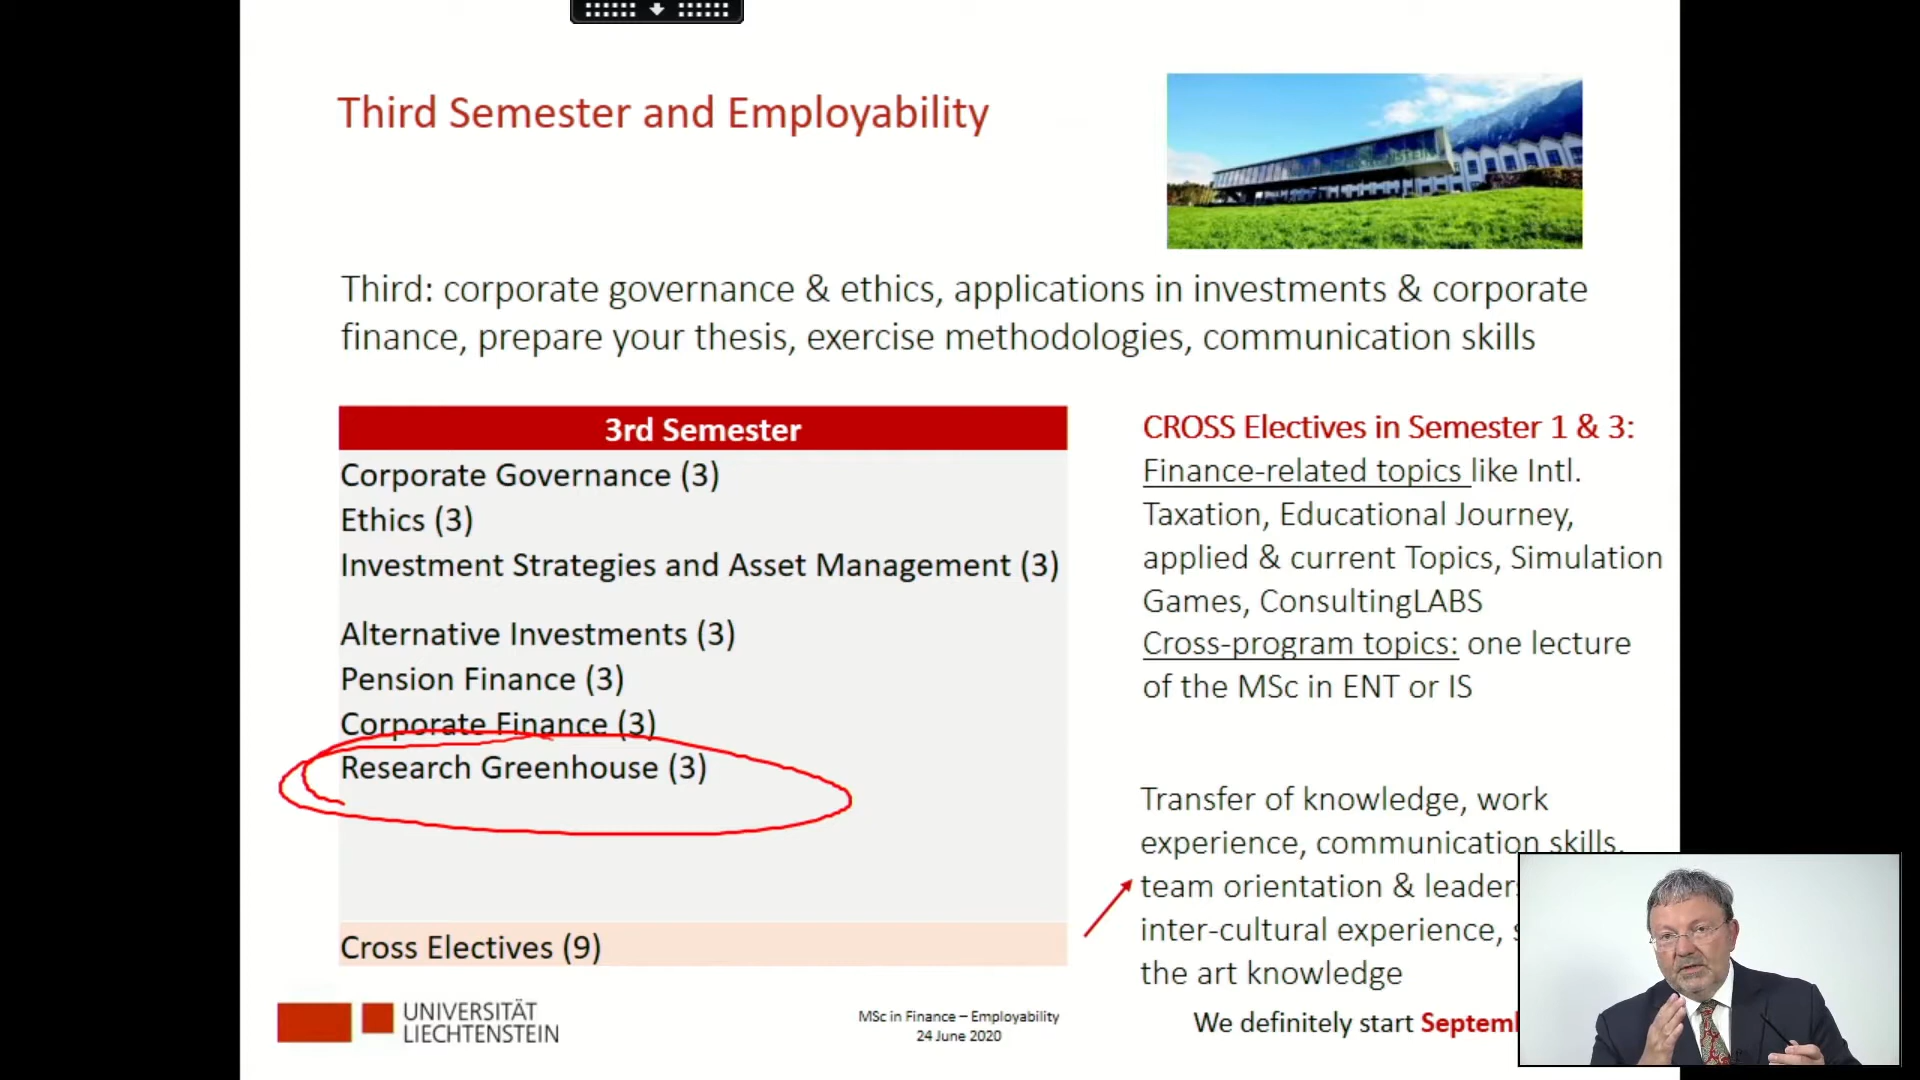 Third Semester and Employability
Third: corporate governance & ethics, applications in investments & corporate
finance, prepare your thesis, exercise methodologies, communication skills
3rd Semester
Corporate Governance (3)
Ethics (3)
Investment Strategies and Asset Management (3)
Alternative Investments (3)
Pension Finance (3)
Corporate Finance (3)
Research Greenhouse (3)
Cross Electives (9)
CROSS Electives in Semester 1 & 3:
Finance-related topics like Intl.
Taxation, Educational Journey,
applied & current Topics, Simulation
Games, ConsultingLABS
Cross-program topics: one lecture
of the MSc in ENT or IS
Transfer of knowledge, work
experience, communication skills,
team orientation &
inter-cultural experience,
the art knowledge
UNIVERSITÄT
LIECHTENSTEIN
MSc in Finance – Employability
24 June 2020
We definitely start